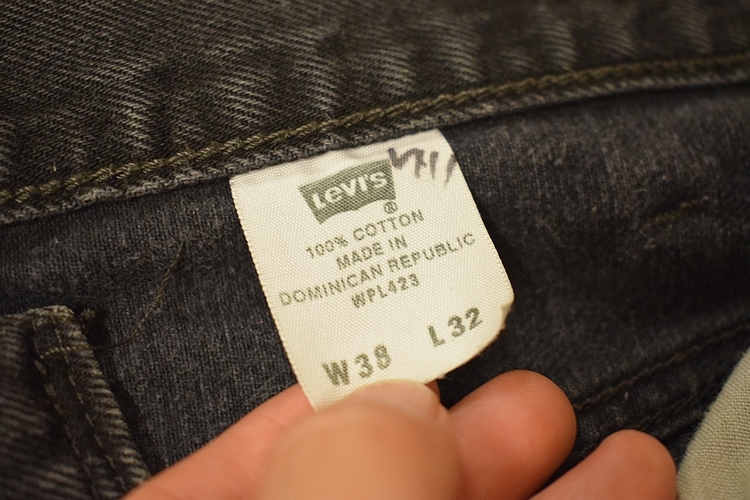 Levi's®
100% COTTON
MADE IN
DOMINICAN REPUBLIC
WPL423
W38 L32